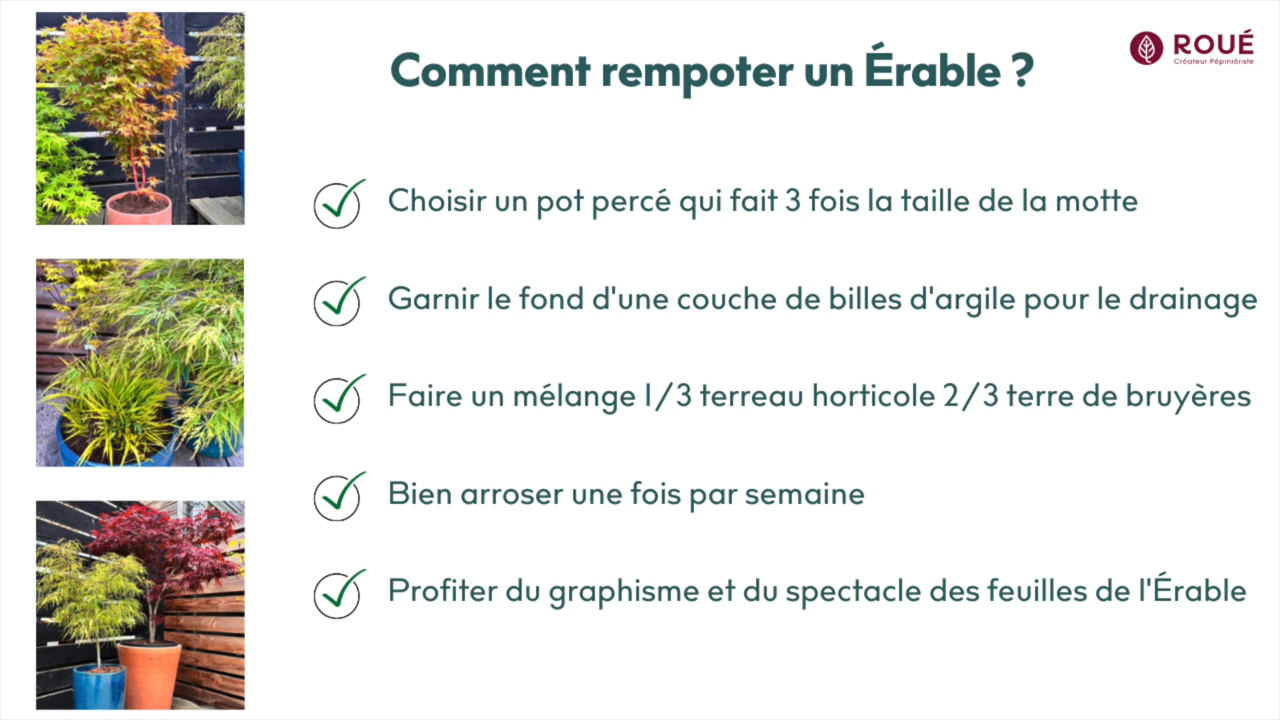 Comment rempoter un Érable ?
ROUÉ
Créateur Pépiniériste
Choisir un pot percé qui fait 3 fois la taille de la motte
Garnir le fond d'une couche de billes d'argile pour le drainage
Faire un mélange 1/3 terreau horticole 2/3 terre de bruyères
Bien arroser une fois par semaine
Profiter du graphisme et du spectacle des feuilles de l'Érable